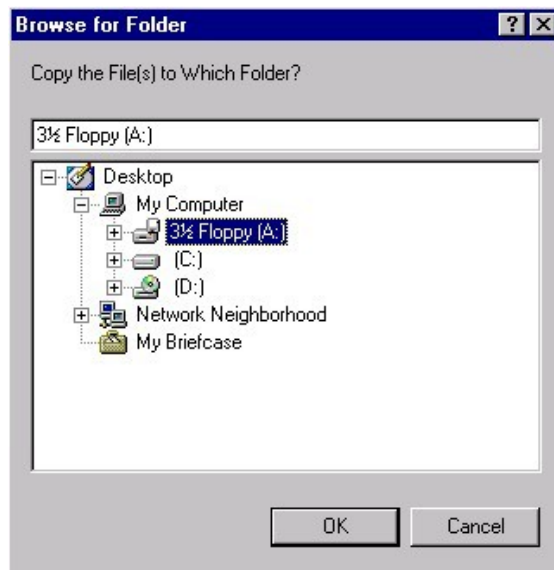 Browse for Folder
Copy the File(s) to Which Folder?
3½ Floppy (A:)
Desktop
My Computer
3½ Floppy (A:)
(C:)
(D:)
Network Neighborhood
My Briefcase
OK Cancel